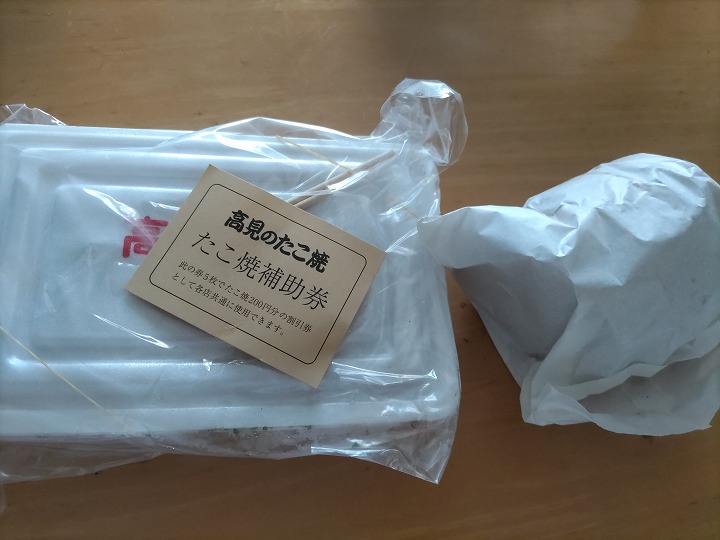 高
高見のたこ焼
たこ焼補助券
此の券5枚でたこ焼200円分の割引券
として各店共通に使用できます。